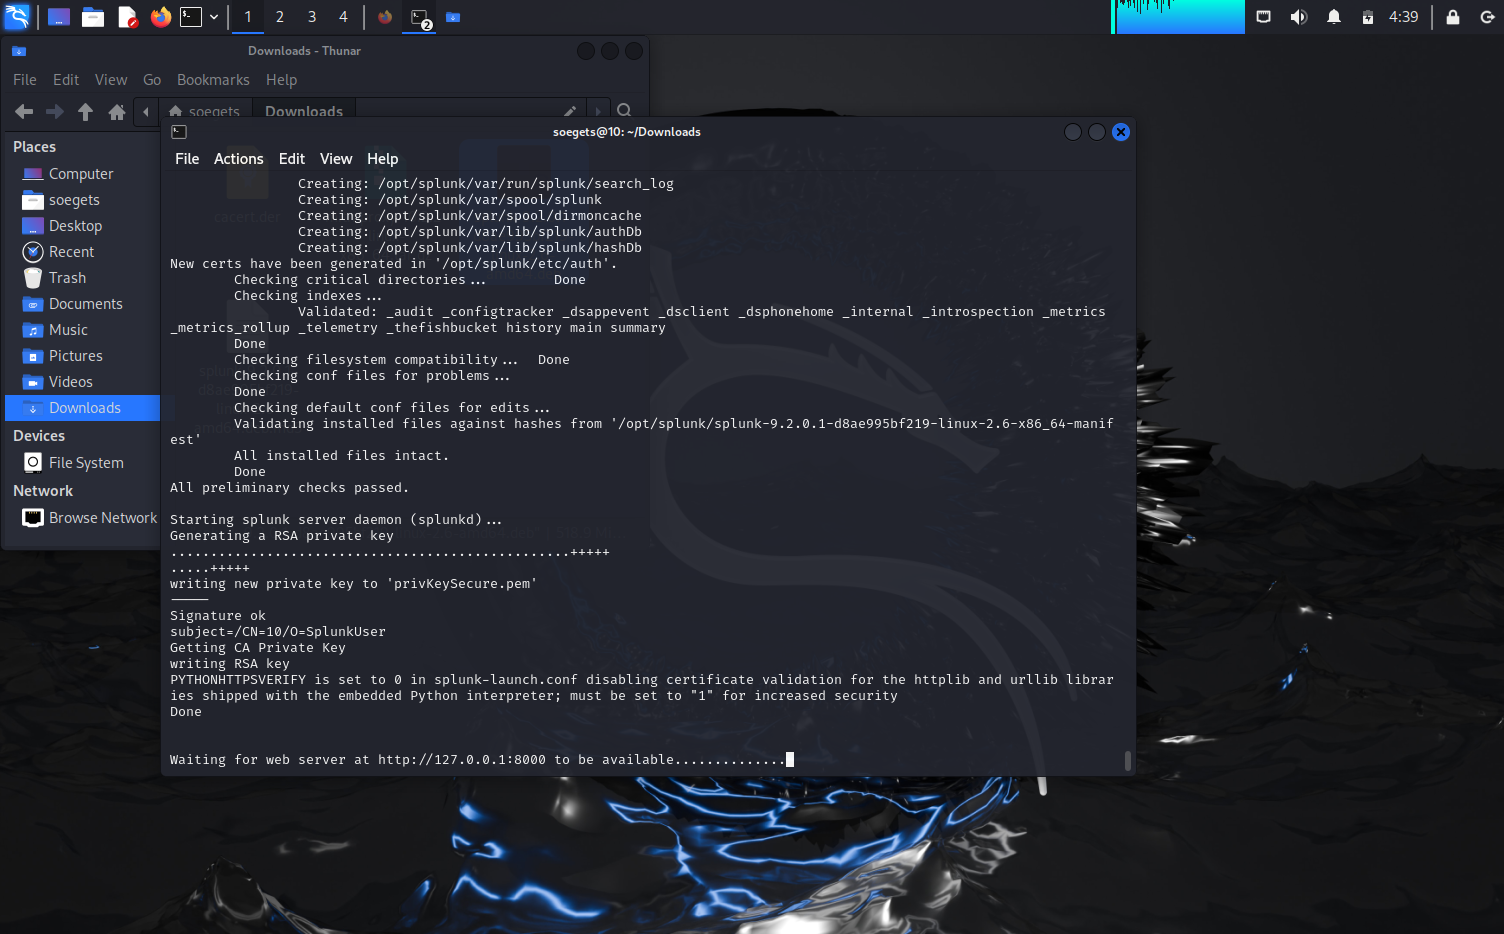 1 2 3 4
2
4:39
Downloads - Thunar
File Edit View Go Bookmarks Help
soegets Downloads
Places
Computer
soegets
Desktop
Recent
Trash
Documents
Music
Pictures
Videos
Downloads
Devices
File System
Network
Browse Network
soegets@10: ~/Downloads
File Actions Edit View Help
cacert.der
Creating: /opt/splunk/var/run/splunk/search_log
Creating: /opt/splunk/var/spool/splunk
Creating: /opt/splunk/var/spool/dirmoncache
Creating: /opt/splunk/var/lib/splunk/authDb
Creating: /opt/splunk/var/lib/splunk/hashDb
New certs have been generated in '/opt/splunk/etc/auth'.
Checking critical directories... Done
Checking indexes...
Validated: _audit _configtracker _dsappevent _dsclient _dsphonehome _internal _introspection _metrics
_metrics_rollup _telemetry _thefishbucket history main summary
Done
Checking filesystem compatibility... Done
Checking conf files for problems...
Done
Checking default conf files for edits...
Validating installed files against hashes from '/opt/splunk/splunk-9.2.0.1-d8ae995bf219-linux-2.6-x86_64-manif
est'
All installed files intact.
Done
All preliminary checks passed.
Starting splunk server daemon (splunkd)...
Generating a RSA private key
..................................................+++++
.....+++++
writing new private key to 'privKeySecure.pem'
-----
Signature ok
subject=/CN=10/O=SplunkUser
Getting CA Private Key
writing RSA key
PYTHONHTTPSVERIFY is set to 0 in splunk-launch.conf disabling certificate validation for the httplib and urllib librar
ies shipped with the embedded Python interpreter; must be set to "1" for increased security
Done
Waiting for web server at http://127.0.0.1:8000 to be available..............